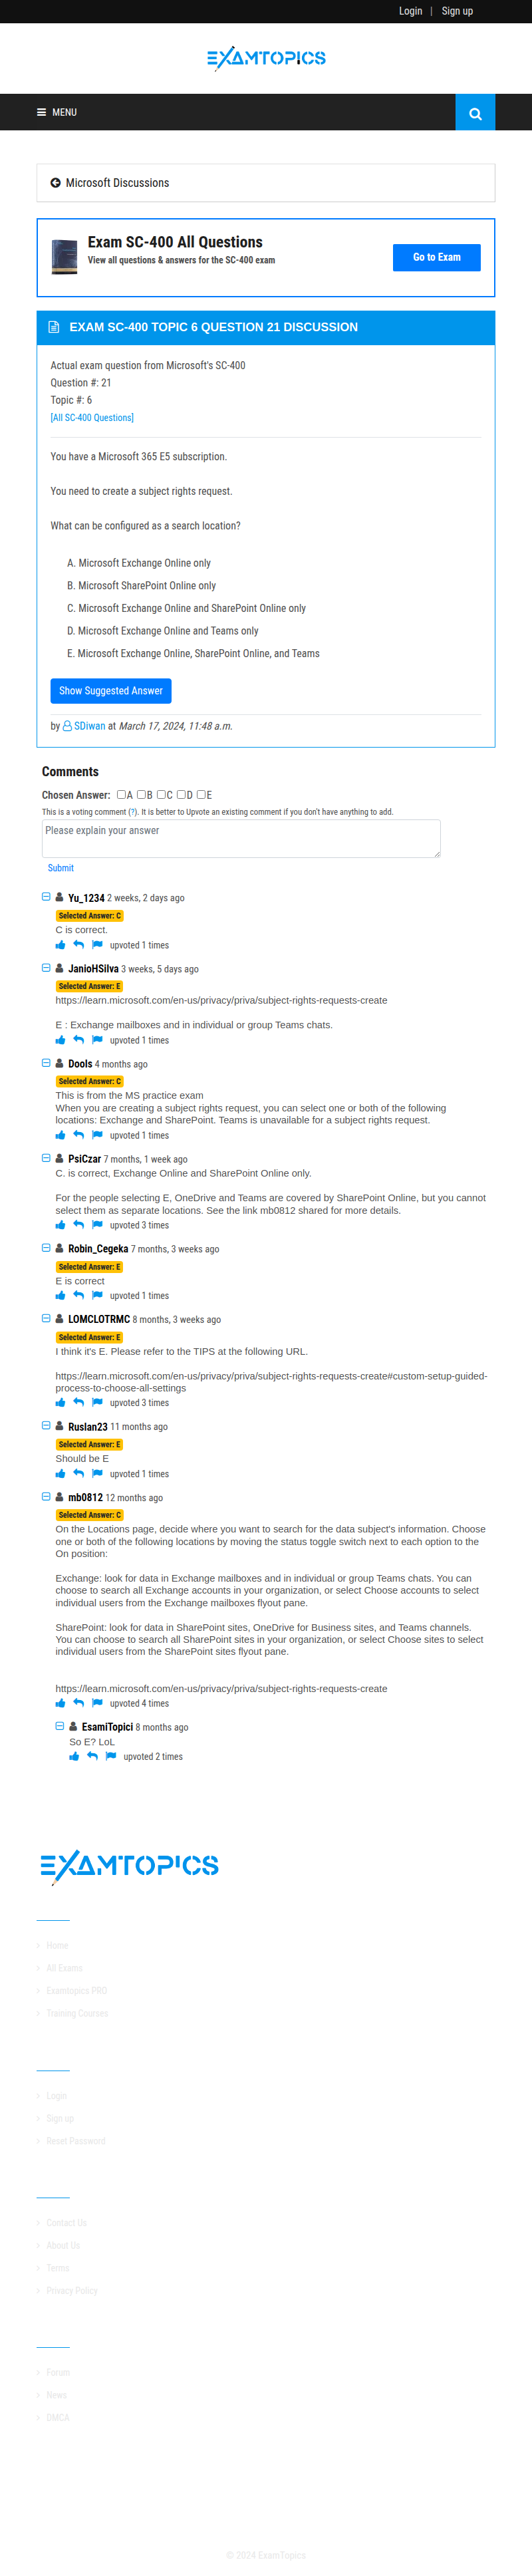 Login | Sign up
EXAMTOPICS
MENU
Microsoft Discussions
Exam SC-400 All Questions
View all questions & answers for the SC-400 exam
Go to Exam
EXAM SC-400 TOPIC 6 QUESTION 21 DISCUSSION
Actual exam question from Microsoft's SC-400
Question #: 21
Topic #: 6
[All SC-400 Questions]
You have a Microsoft 365 E5 subscription.
You need to create a subject rights request.
What can be configured as a search location?
A. Microsoft Exchange Online only
B. Microsoft SharePoint Online only
C. Microsoft Exchange Online and SharePoint Online only
D. Microsoft Exchange Online and Teams only
E. Microsoft Exchange Online, SharePoint Online, and Teams
Show Suggested Answer
by SDiwan at March 17, 2024, 11:48 a.m.
Comments
Chosen Answer: A B C D E
This is a voting comment (?). It is better to Upvote an existing comment if you don't have anything to add.
Please explain your answer
Submit
Yu_1234 2 weeks, 2 days ago
Selected Answer: C
C is correct.
upvoted 1 times
JanioHSilva 3 weeks, 5 days ago
Selected Answer: E
https://learn.microsoft.com/en-us/privacy/priva/subject-rights-requests-create
E : Exchange mailboxes and in individual or group Teams chats.
upvoted 1 times
Dools 4 months ago
Selected Answer: C
This is from the MS practice exam
When you are creating a subject rights request, you can select one or both of the following
locations: Exchange and SharePoint. Teams is unavailable for a subject rights request.
upvoted 1 times
PsiCzar 7 months, 1 week ago
C. is correct, Exchange Online and SharePoint Online only.
For the people selecting E, OneDrive and Teams are covered by SharePoint Online, but you cannot
select them as separate locations. See the link mb0812 shared for more details.
upvoted 3 times
Robin_Cegeka 7 months, 3 weeks ago
Selected Answer: E
E is correct
upvoted 1 times
LOMCLOTRMC 8 months, 3 weeks ago
Selected Answer: E
I think it's E. Please refer to the TIPS at the following URL.
https://learn.microsoft.com/en-us/privacy/priva/subject-rights-requests-create#custom-setup-guided-
process-to-choose-all-settings
upvoted 3 times
Ruslan23 11 months ago
Selected Answer: E
Should be E
upvoted 1 times
mb0812 12 months ago
Selected Answer: C
On the Locations page, decide where you want to search for the data subject's information. Choose
one or both of the following locations by moving the status toggle switch next to each option to the
On position:
Exchange: look for data in Exchange mailboxes and in individual or group Teams chats. You can
choose to search all Exchange accounts in your organization, or select Choose accounts to select
individual users from the Exchange mailboxes flyout pane.
SharePoint: look for data in SharePoint sites, OneDrive for Business sites, and Teams channels.
You can choose to search all SharePoint sites in your organization, or select Choose sites to select
individual users from the SharePoint sites flyout pane.
https://learn.microsoft.com/en-us/privacy/priva/subject-rights-requests-create
upvoted 4 times
EsamiTopici 8 months ago
So E? LoL
upvoted 2 times
EXAMTOPICS
Home
All Exams
Examtopics PRO
Training Courses
Login
Sign up
Reset Password
Contact Us
About Us
Terms
Privacy Policy
Forum
News
DMCA
© 2024 ExamTopics